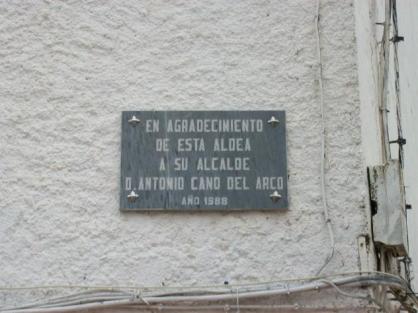 EN AGRADECIMIENTO
DE ESTA ALDEA
A SU ALCALDE
D. ANTONIO CANO DEL ARCO
AÑO 1988